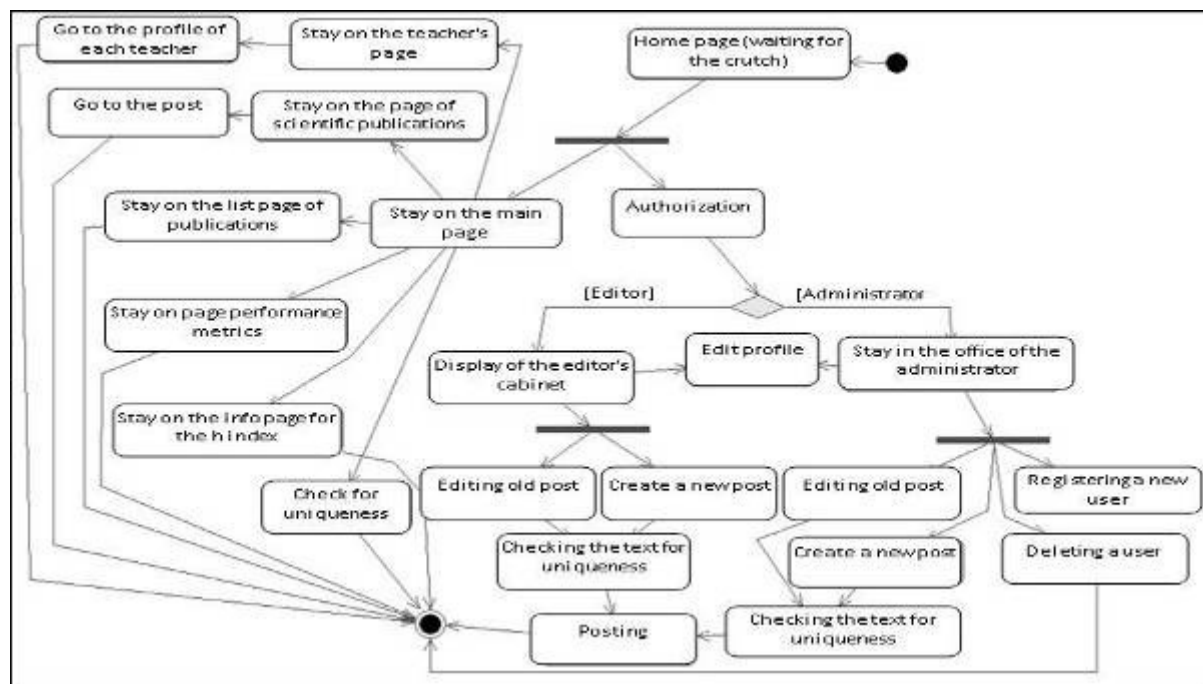 Go to the profile of
each teacher
Stay on the teacher's
page
Home page (waiting for
the crutch)
Go to the post
Stay on the page of
scientific publications
Stay on the list page of
publications
Stay on the main
page
Authorization
[Editor]
[Administrator
Stay on page performance
metrics
Display of the editor's
cabinet
Edit profile
Stay in the office of the
administrator
Stay on the info page for
the h index
Check for
uniqueness
Editing old post
Create a new post
Editing old post
Registering a new
user
Checking the text for
uniqueness
Create a new post
Deleting a user
Posting
Checking the text for
uniqueness